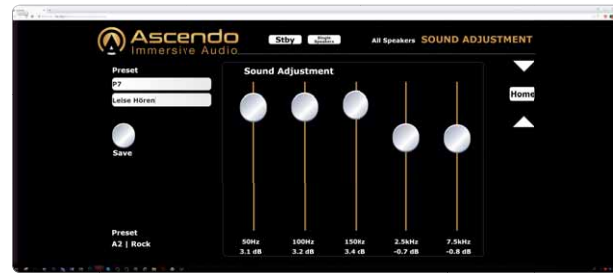 Ascendo
Immersive Audio
Stby
Single
Speakers
All Speakers SOUND ADJUSTMENT
Preset
P7
Leise Hören
Save
Sound Adjustment
Home
50Hz 100Hz 150Hz 2.5kHz 7.5kHz
3.1 dB 3.2 dB 3.4 dB -0.7 dB -0.8 dB
Preset
A2 | Rock